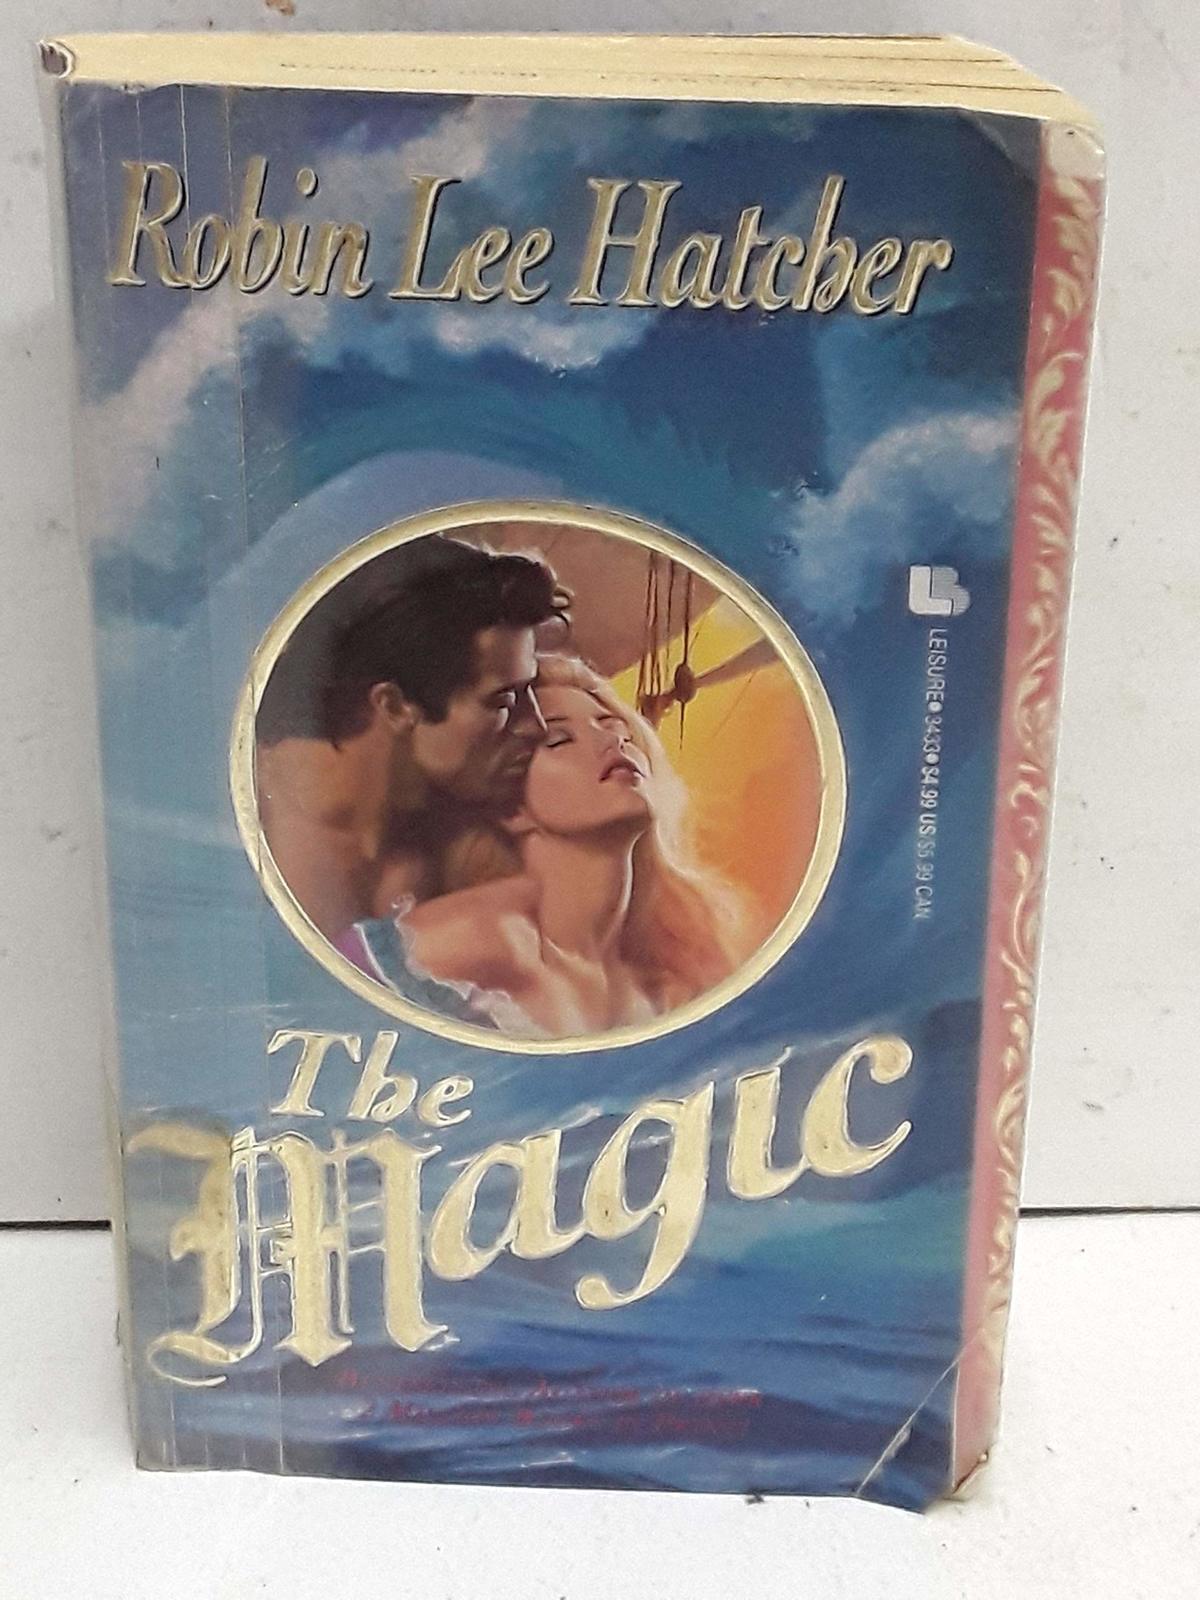 Robin Lee Hatcher
LEISURE • 3433 • $4.99 US/$5.99 CAN
The
Magic